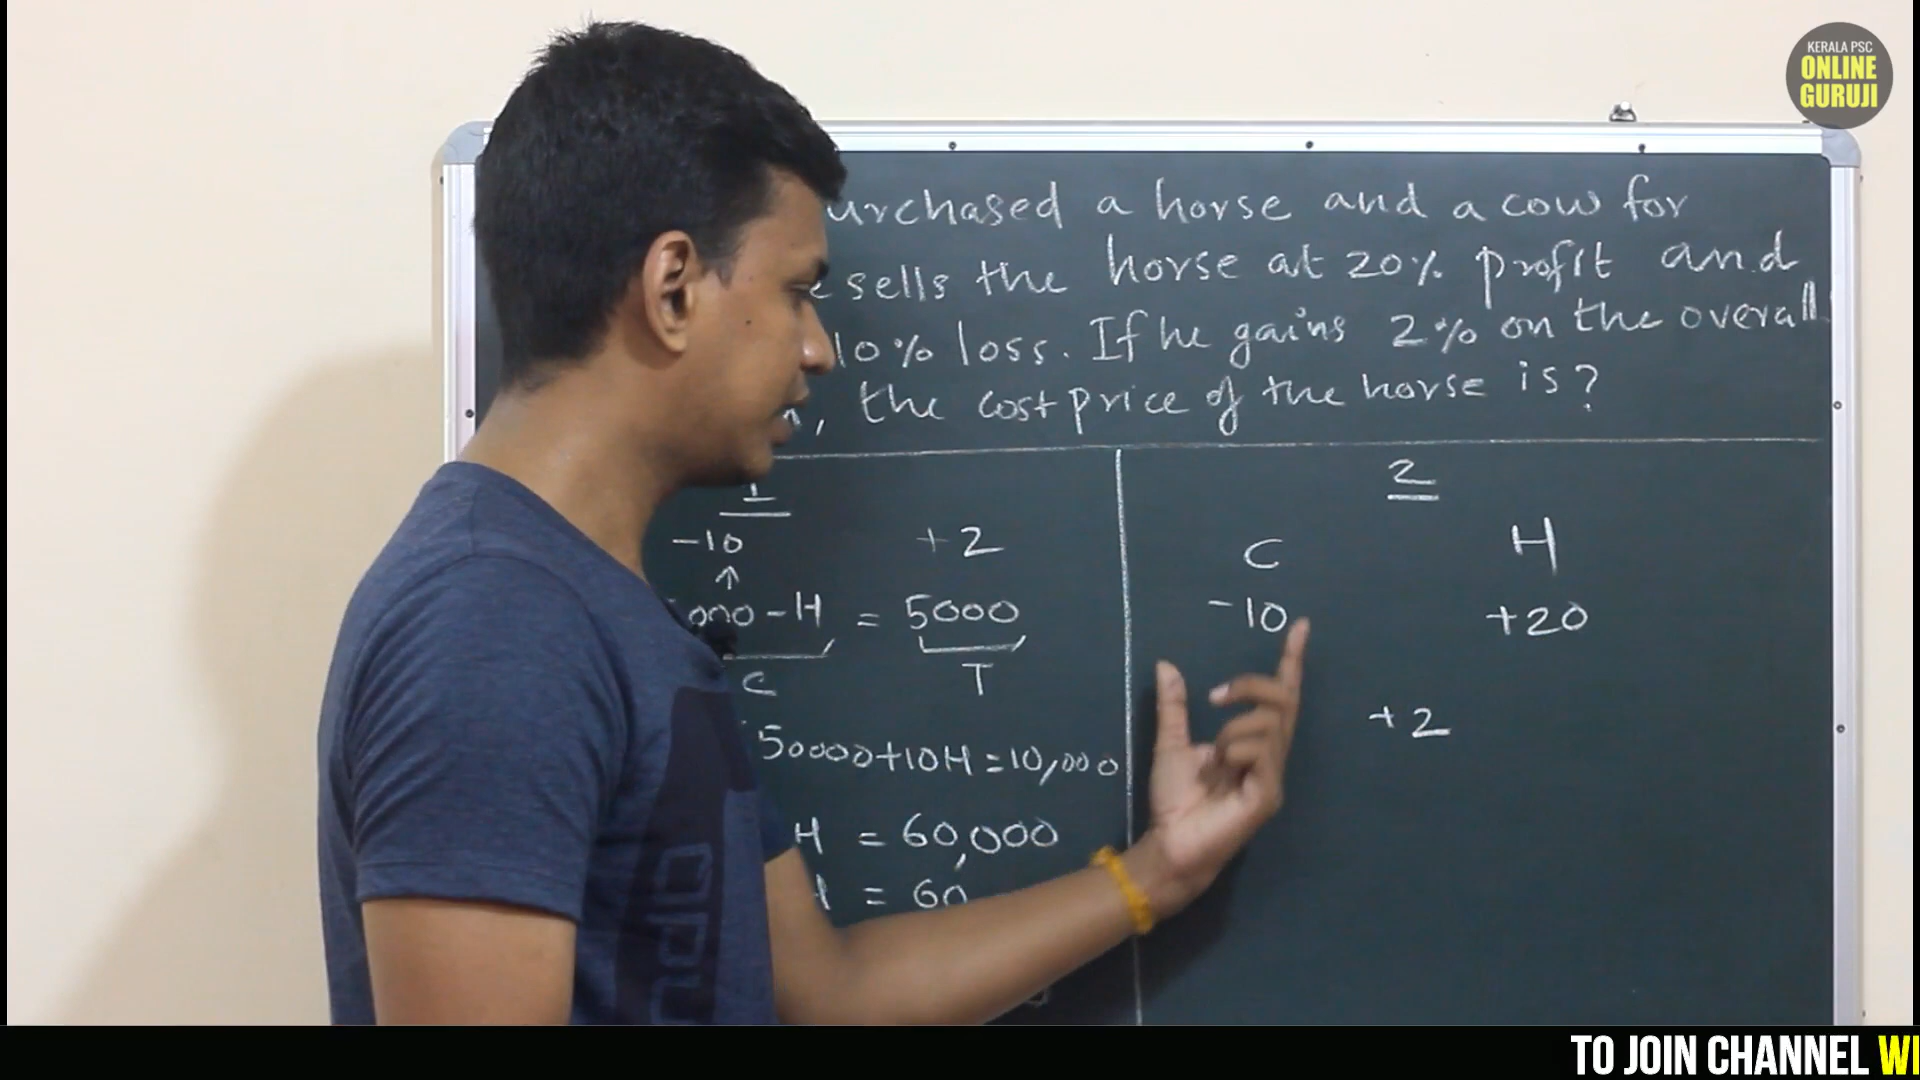 KERALA PSC
ONLINE
GURUJI
a horse and a cow for
sells the horse at 20% profit and
10% loss. If he gains 2% on the overall
, the cost price of the horse is?
1
2
-10 +2
C H
-H = 5000
-10 +20
C T
+2
50000+10H=10,000
H = 60,000
= 60
TO JOIN CHANNEL